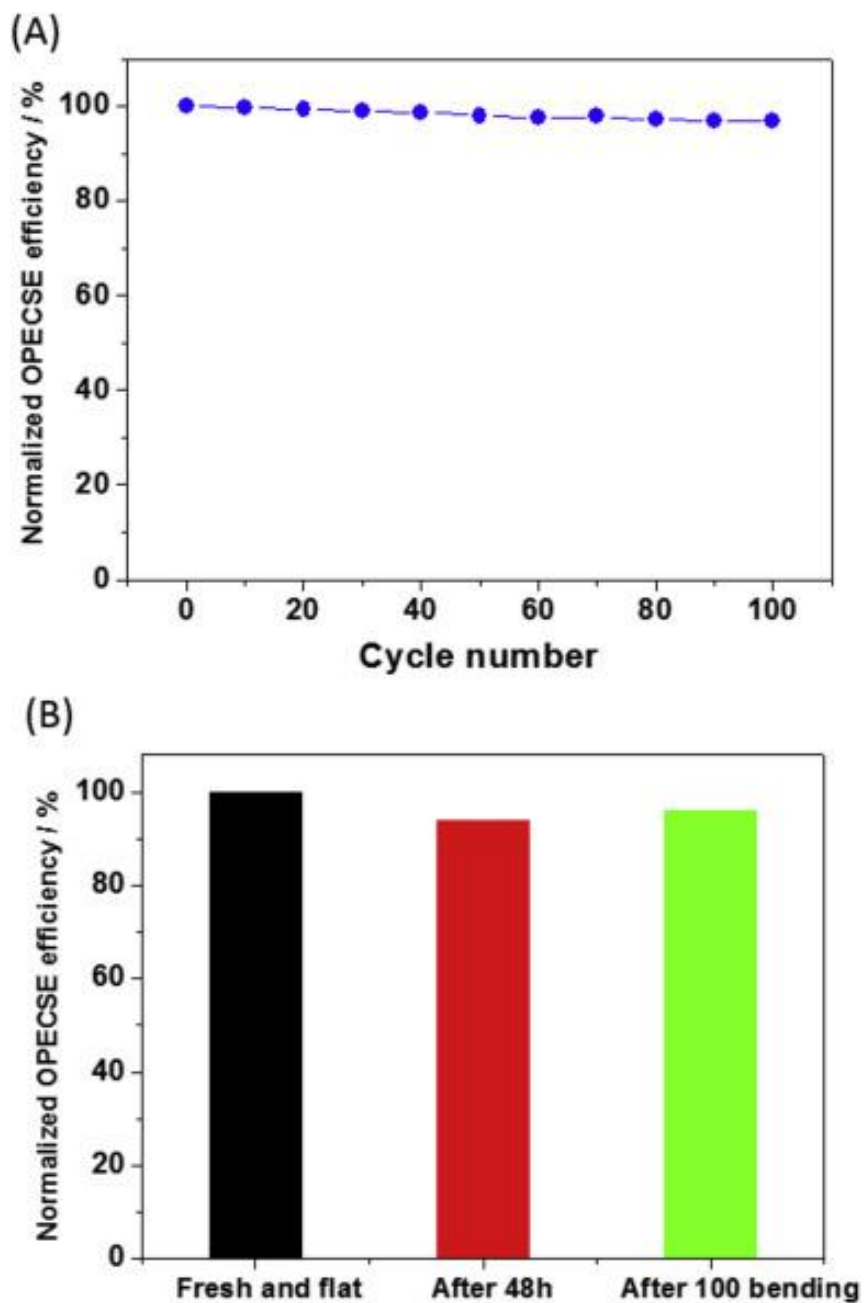 (A)
Normalized OPECSE efficiency / %
100
80
60
40
20
0
0 20 40 60 80 100
Cycle number
(B)
Normalized OPECSE efficiency / %
100
80
60
40
20
0
Fresh and flat After 48h After 100 bending